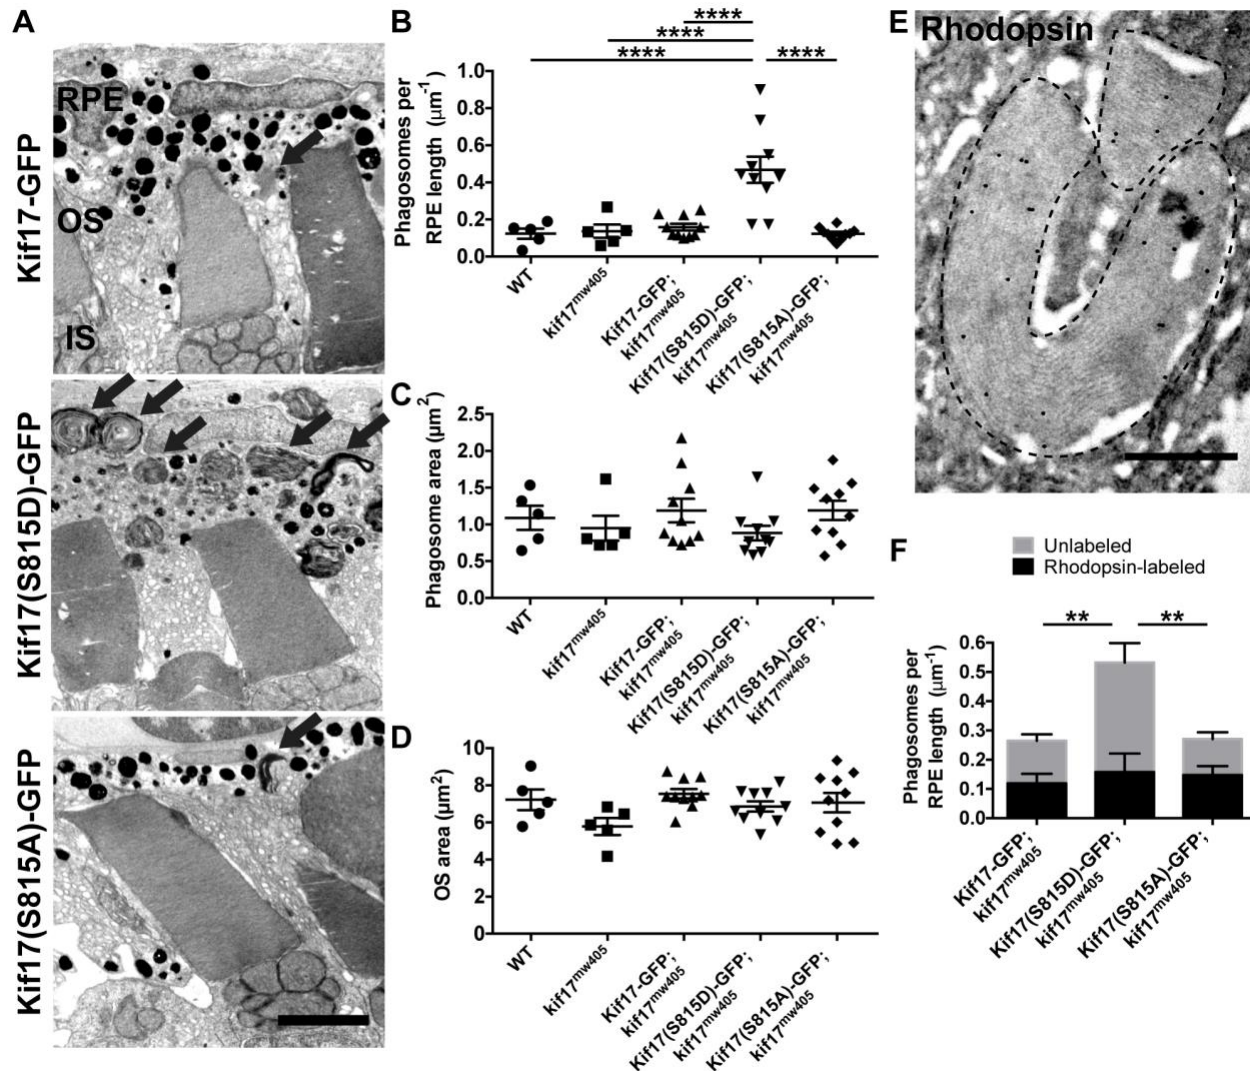 A
Kif17-GFP
RPE
OS
IS
Kif17(S815D)-GFP
Kif17(S815A)-GFP
B
****
****
**** ****
Phagosomes per
RPE length (μm⁻¹)
1.0
0.8
0.6
0.4
0.2
0.0
WT
kif17ᵐʷ⁴⁰⁵
Kif17-GFP;
kif17ᵐʷ⁴⁰⁵
Kif17(S815D)-GFP;
kif17ᵐʷ⁴⁰⁵
Kif17(S815A)-GFP;
kif17ᵐʷ⁴⁰⁵
C
Phagosome area (μm²)
2.5
2.0
1.5
1.0
0.5
0.0
WT
kif17ᵐʷ⁴⁰⁵
Kif17-GFP;
kif17ᵐʷ⁴⁰⁵
Kif17(S815D)-GFP;
kif17ᵐʷ⁴⁰⁵
Kif17(S815A)-GFP;
kif17ᵐʷ⁴⁰⁵
D
OS area (μm²)
10
8
6
4
2
0
WT
kif17ᵐʷ⁴⁰⁵
Kif17-GFP;
kif17ᵐʷ⁴⁰⁵
Kif17(S815D)-GFP;
kif17ᵐʷ⁴⁰⁵
Kif17(S815A)-GFP;
kif17ᵐʷ⁴⁰⁵
E
Rhodopsin
F
Unlabeled
Rhodopsin-labeled
** **
Phagosomes per
RPE length (μm⁻¹)
0.6
0.5
0.4
0.3
0.2
0.1
0.0
Kif17-GFP;
kif17ᵐʷ⁴⁰⁵
Kif17(S815D)-GFP;
kif17ᵐʷ⁴⁰⁵
Kif17(S815A)-GFP;
kif17ᵐʷ⁴⁰⁵